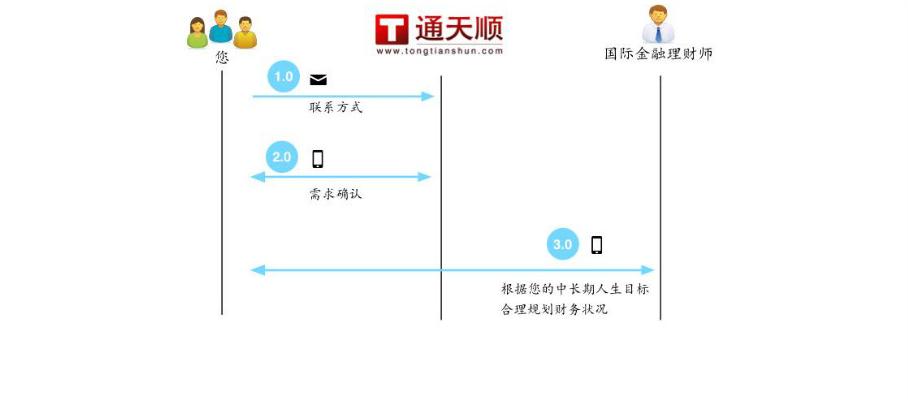 T 通天顺
www.tongtianshun.com
您
国际金融理财师
1.0
联系方式
2.0
需求确认
3.0
根据您的中长期人生目标
合理规划财务状况